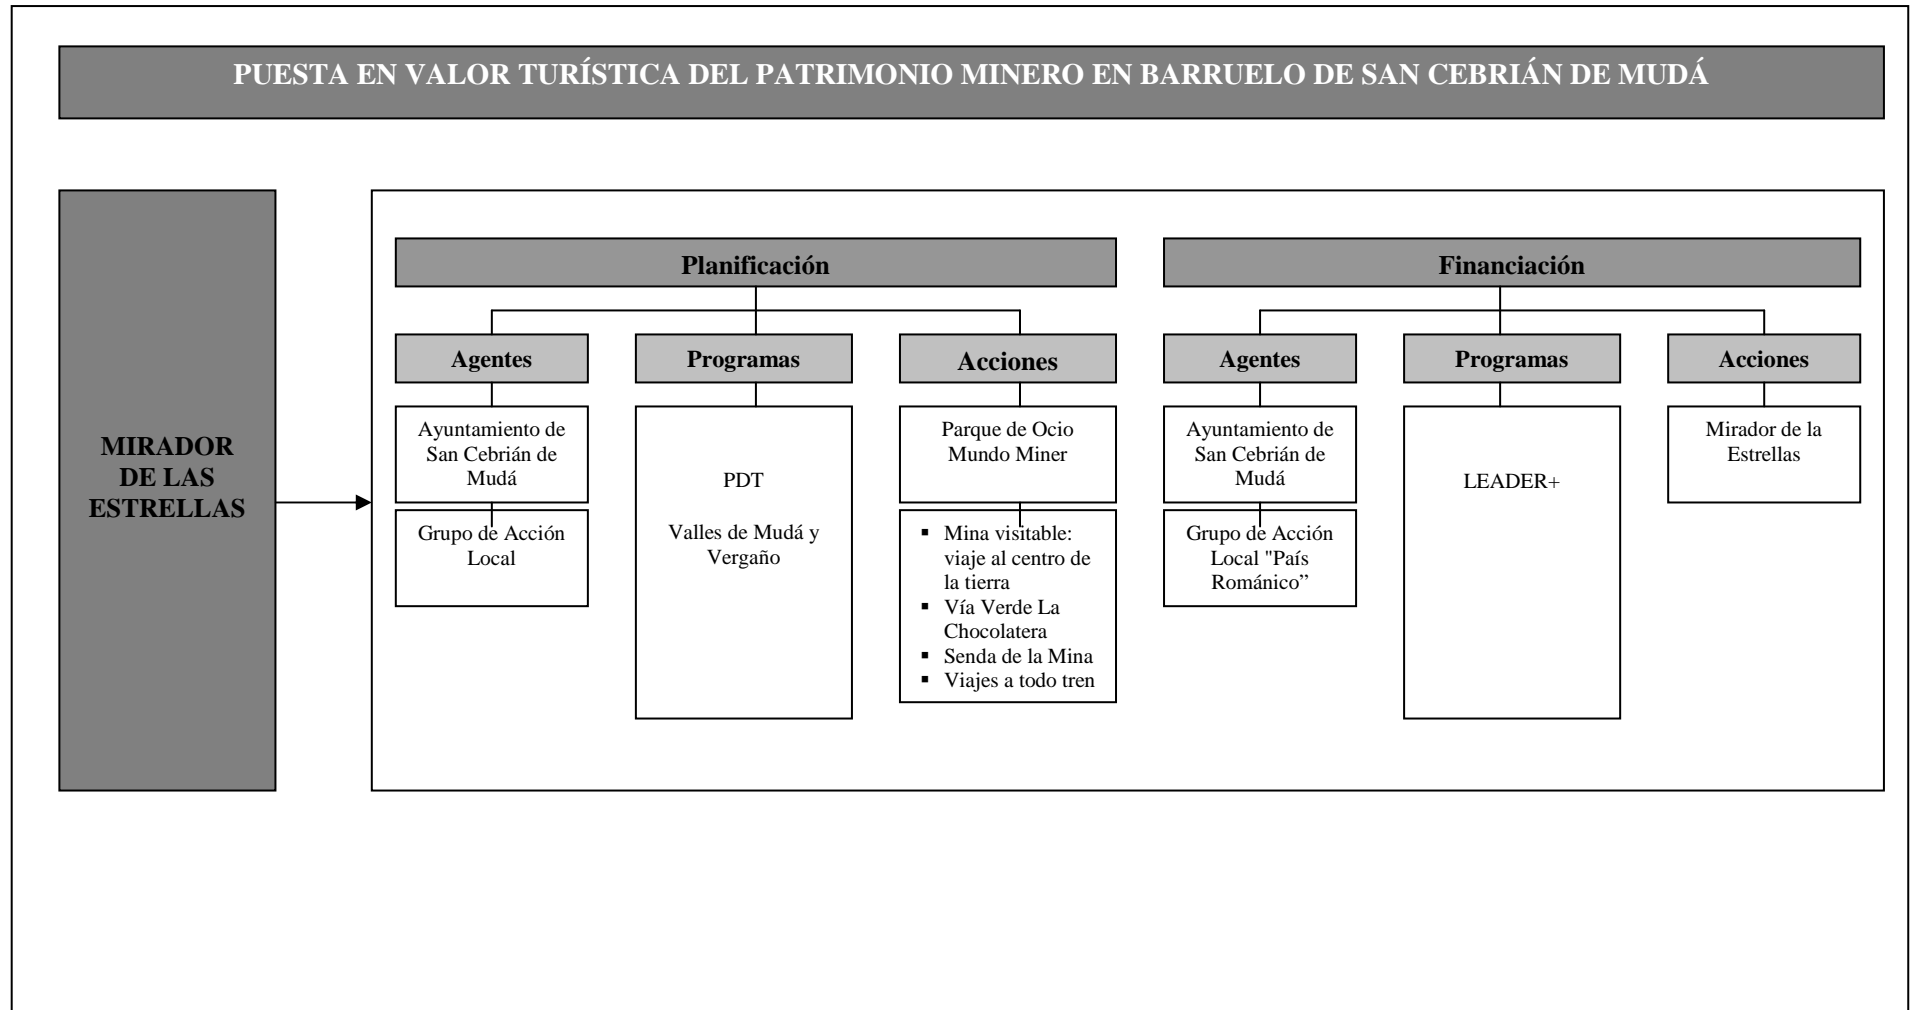 PUESTA EN VALOR TURÍSTICA DEL PATRIMONIO MINERO EN BARRUELO DE SAN CEBRIÁN DE MUDÁ
MIRADOR
DE LAS
ESTRELLAS
Planificación
Agentes
Ayuntamiento de
San Cebrián de
Mudá
Grupo de Acción
Local
Programas
PDT
Valles de Mudá y
Vergaño
Acciones
Parque de Ocio
Mundo Miner
▪ Mina visitable:
viaje al centro de
la tierra
▪ Vía Verde La
Chocolatera
▪ Senda de la Mina
▪ Viajes a todo tren
Financiación
Agentes
Ayuntamiento de
San Cebrián de
Mudá
Grupo de Acción
Local "País
Románico”
Programas
LEADER+
Acciones
Mirador de la
Estrellas